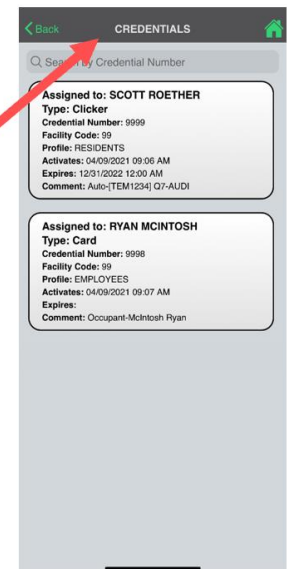 Back CREDENTIALS
Search by Credential Number
Assigned to: SCOTT ROETHER
Type: Clicker
Credential Number: 9999
Facility Code: 99
Profile: RESIDENTS
Activates: 04/09/2021 09:06 AM
Expires: 12/31/2022 12:00 AM
Comment: Auto-[TEM1234] Q7-AUDI
Assigned to: RYAN MCINTOSH
Type: Card
Credential Number: 9998
Facility Code: 99
Profile: EMPLOYEES
Activates: 04/09/2021 09:07 AM
Expires:
Comment: Occupant-McIntosh Ryan